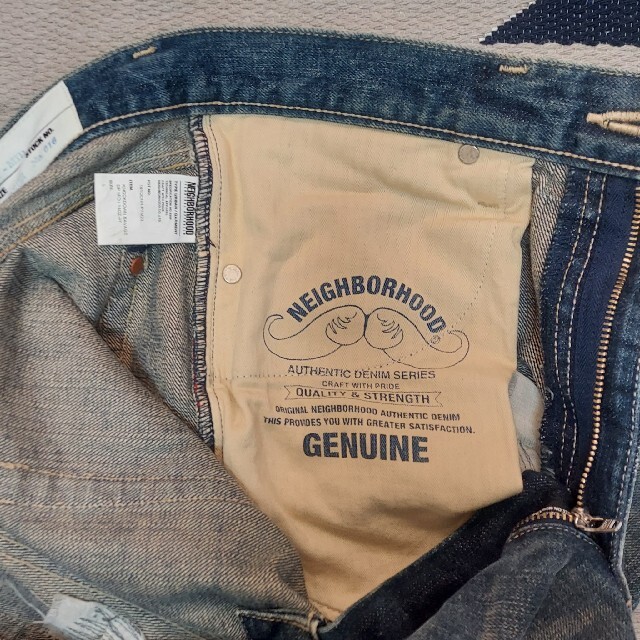 NEIGHBORHOOD
NEIGHBORHOOD
AUTHENTIC DENIM SERIES
CRAFT WITH PRIDE
QUALITY & STRENGTH
ORIGINAL NEIGHBORHOOD AUTHENTIC DENIM
THIS PROVIDES YOU WITH GREATER SATISFACTION.
GENUINE